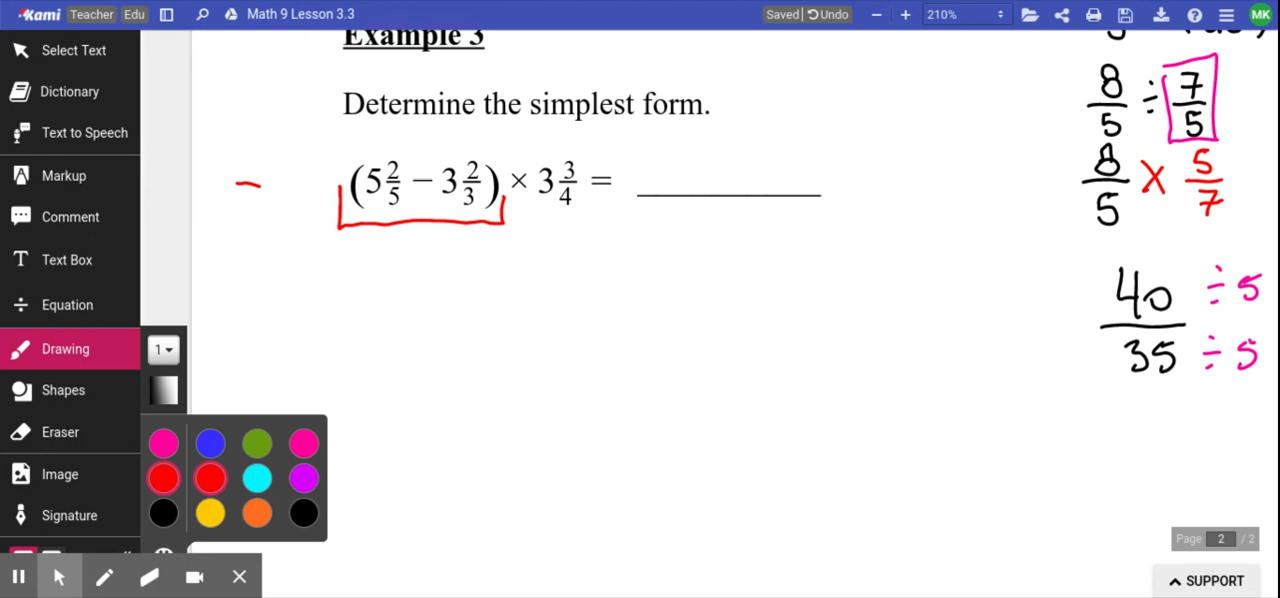 Kami Teacher Edu Math 9 Lesson 3.3 Saved Undo − + 210% MK
Select Text
Dictionary
Text to Speech
Markup
Comment
Text Box
Equation
Drawing
Shapes
Eraser
Image
Signature
1
Example 3
Determine the simplest form.
− (5 2/5 − 3 2/3) × 3 3/4 = __________
8/5 ÷ 7/5
8/5 × 5/7
40 ÷5
35 ÷5
Page 2 / 2
SUPPORT